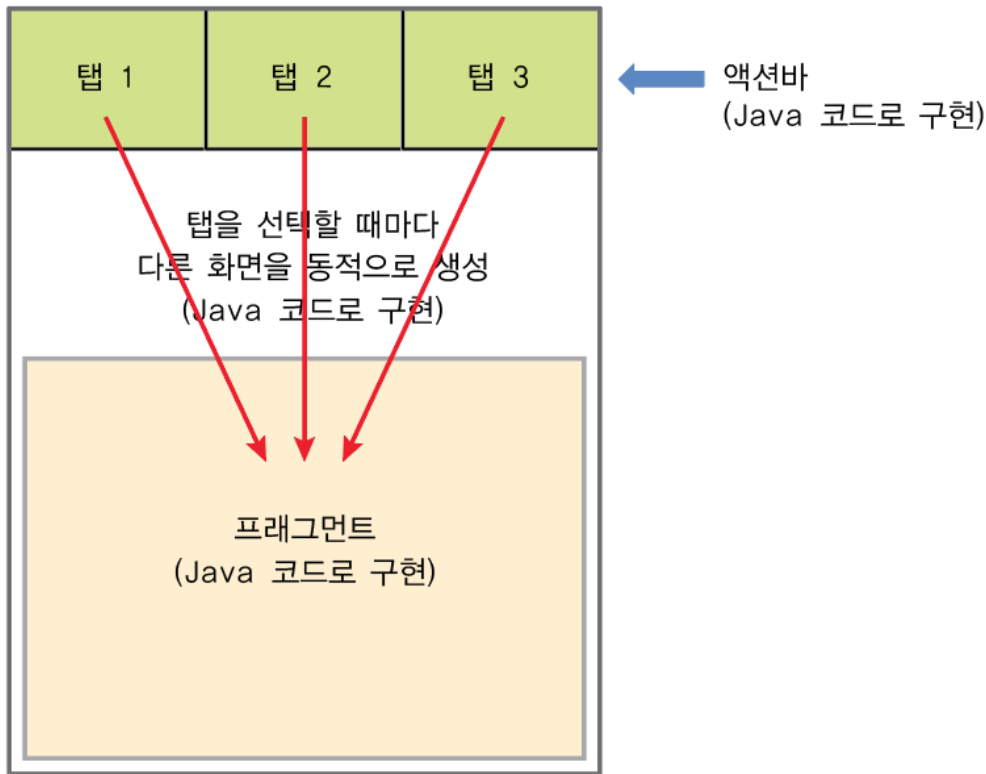 탭 1
탭 2
탭 3
액션바
(Java 코드로 구현)
탭을 선택할 때마다
다른 화면을 동적으로 생성
(Java 코드로 구현)
프래그먼트
(Java 코드로 구현)